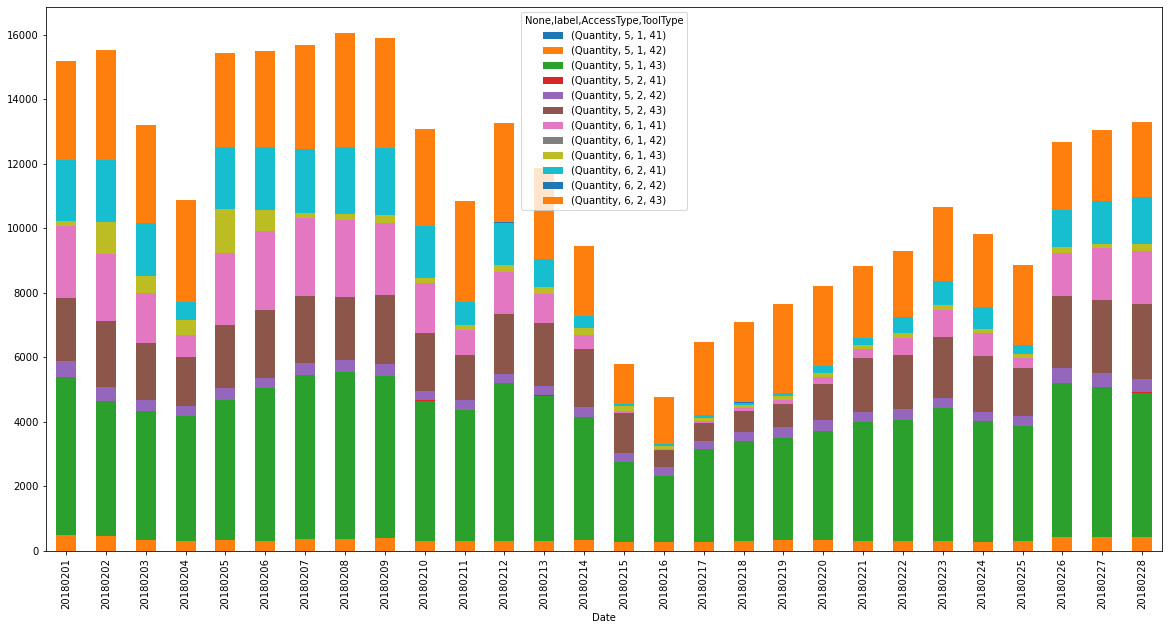 None,label,AccessType,ToolType
(Quantity, 5, 1, 41)
(Quantity, 5, 1, 42)
(Quantity, 5, 1, 43)
(Quantity, 5, 2, 41)
(Quantity, 5, 2, 42)
(Quantity, 5, 2, 43)
(Quantity, 6, 1, 41)
(Quantity, 6, 1, 42)
(Quantity, 6, 1, 43)
(Quantity, 6, 2, 41)
(Quantity, 6, 2, 42)
(Quantity, 6, 2, 43)
16000
14000
12000
10000
8000
6000
4000
2000
0
20180201
20180202
20180203
20180204
20180205
20180206
20180207
20180208
20180209
20180210
20180211
20180212
20180213
20180214
20180215
20180216
20180217
20180218
20180219
20180220
20180221
20180222
20180223
20180224
20180225
20180226
20180227
20180228
Date